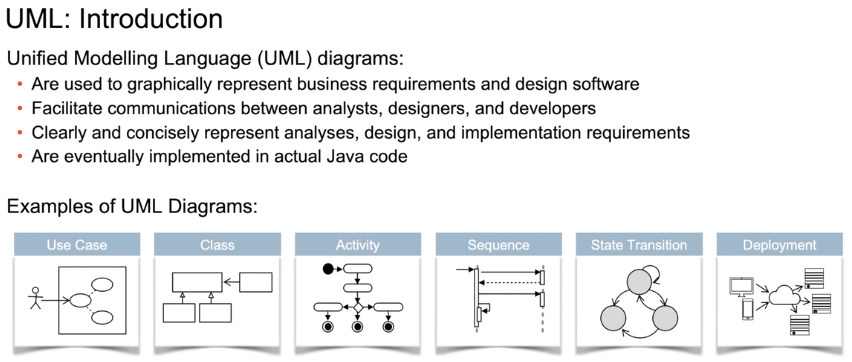 UML: Introduction
Unified Modelling Language (UML) diagrams:
• Are used to graphically represent business requirements and design software
• Facilitate communications between analysts, designers, and developers
• Clearly and concisely represent analyses, design, and implementation requirements
• Are eventually implemented in actual Java code
Examples of UML Diagrams:
Use Case
Class
Activity
Sequence
State Transition
Deployment